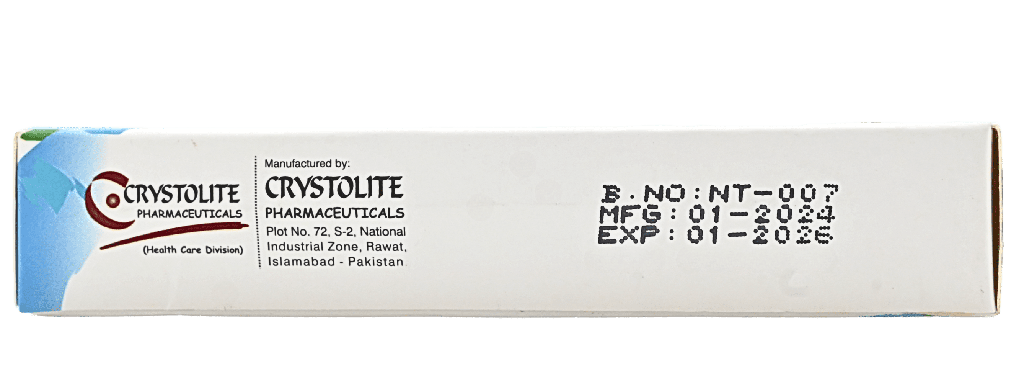 CRYSTOLITE
PHARMACEUTICALS
(Health Care Division)
Manufactured by:
CRYSTOLITE
PHARMACEUTICALS
Plot No. 72, S-2, National
Industrial Zone, Rawat,
Islamabad - Pakistan
B.NO:NT-007
MFG:01-2024
EXP:01-2026